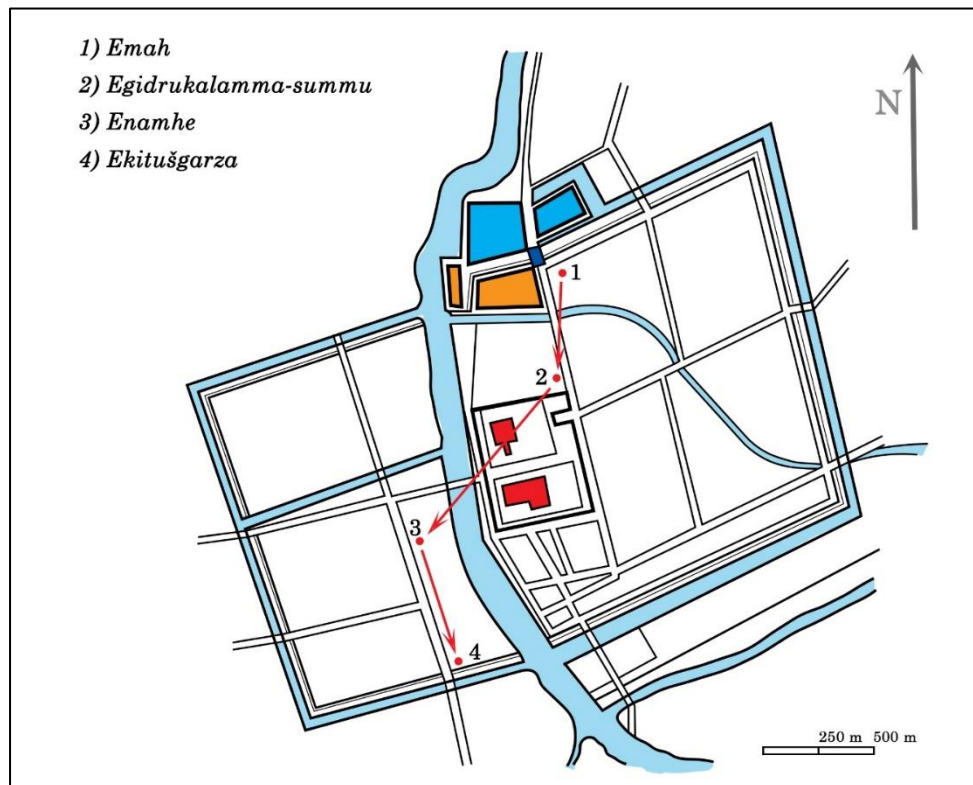 1) Emah
2) Egidrukalamma-summu
3) Enamhe
4) Ekitušgarza
N
1
2
3
4
250 m 500 m